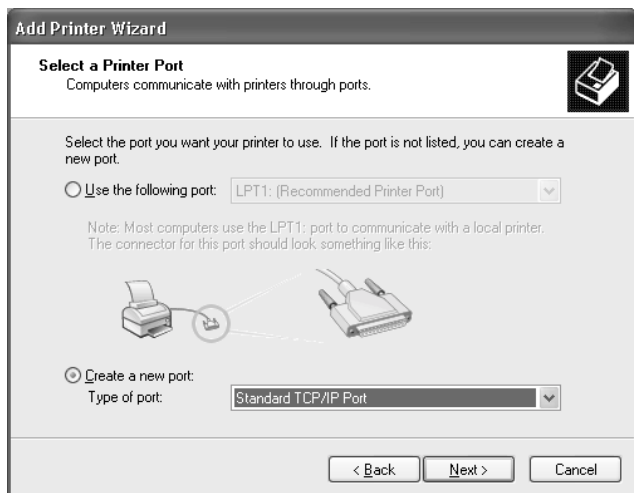 Add Printer Wizard
Select a Printer Port
Computers communicate with printers through ports.
Select the port you want your printer to use. If the port is not listed, you can create a
new port.
Use the following port: LPT1: (Recommended Printer Port)
Note: Most computers use the LPT1: port to communicate with a local printer.
The connector for this port should look something like this:
Create a new port:
Type of port: Standard TCP/IP Port
< Back Next > Cancel